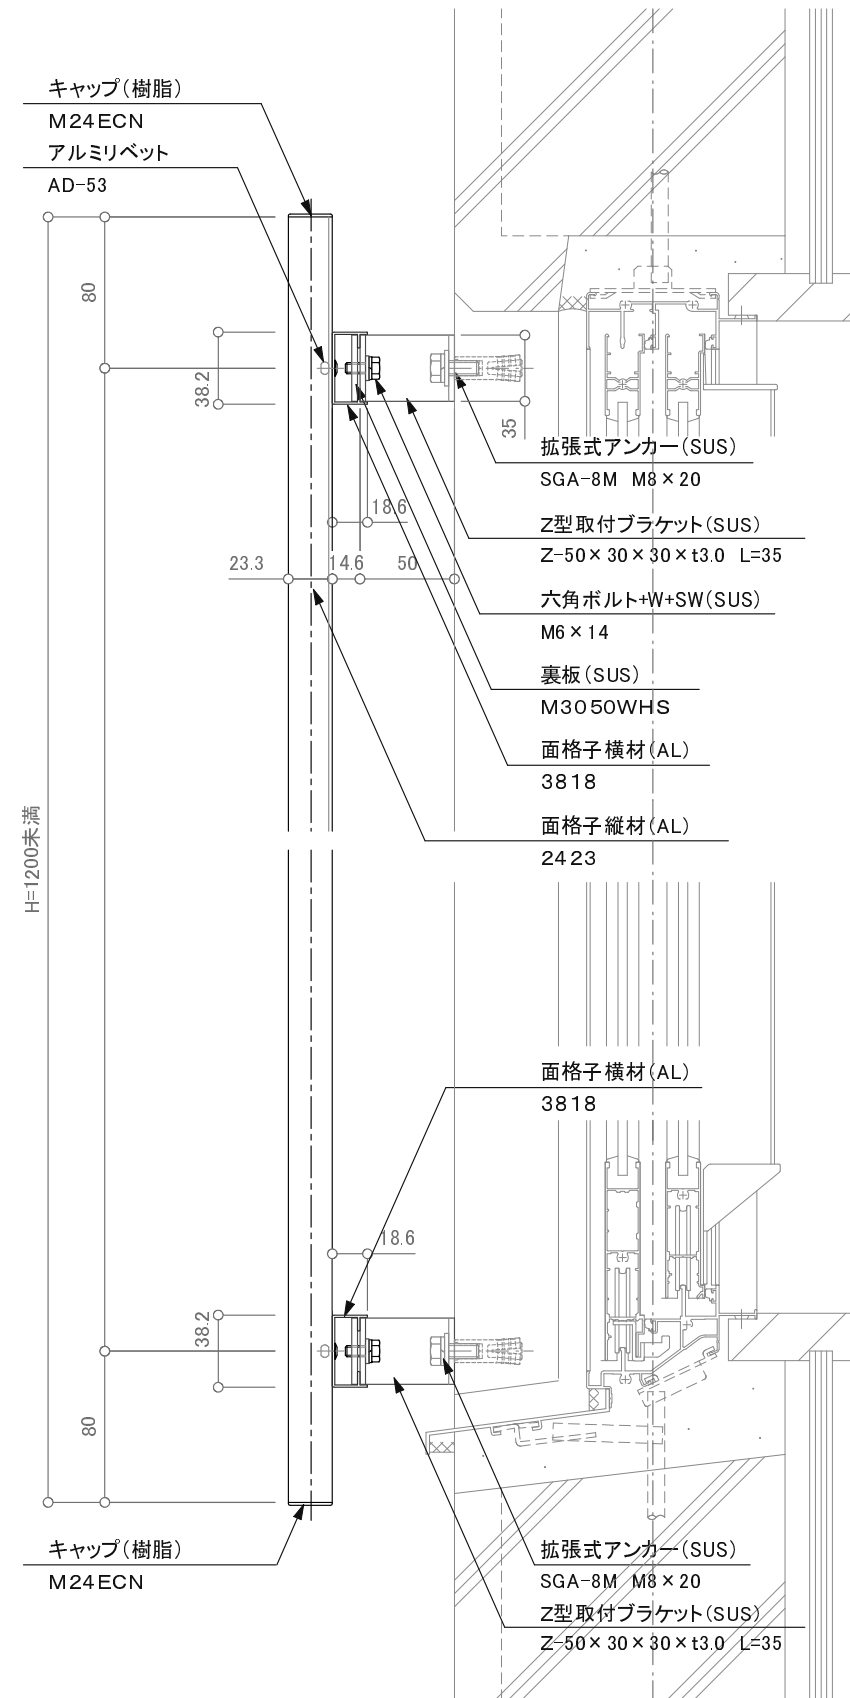 キャップ(樹脂)
M24ECN
アルミリベット
AD-53
80
38.2
35
拡張式アンカー(SUS)
SGA-8M M8×20
18.6
Z型取付ブラケット(SUS)
Z-50×30×30×t3.0 L=35
23.3
14.6
50
六角ボルト+W+SW(SUS)
M6×14
裏板(SUS)
M3050WHS
面格子横材(AL)
3818
面格子縦材(AL)
2423
H=1200未満
面格子横材(AL)
3818
18.6
38.2
80
キャップ(樹脂)
M24ECN
拡張式アンカー(SUS)
SGA-8M M8×20
Z型取付ブラケット(SUS)
Z-50×30×30×t3.0 L=35